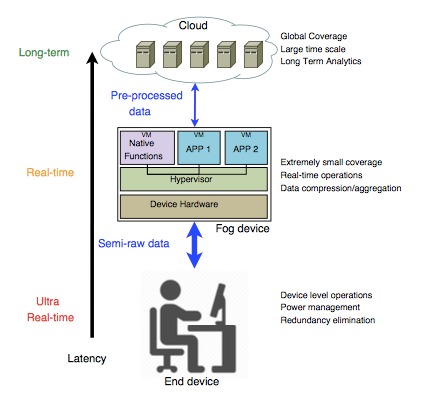 Cloud
Long-term
Global Coverage
Large time scale
Long Term Analytics
Pre-processed
data
VM
Native
Functions
VM
APP 1
VM
APP 2
Hypervisor
Device Hardware
Fog device
Real-time
Extremely small coverage
Real-time operations
Data compression/aggregation
Semi-raw data
Ultra
Real-time
Device level operations
Power management
Redundancy elimination
Latency
End device